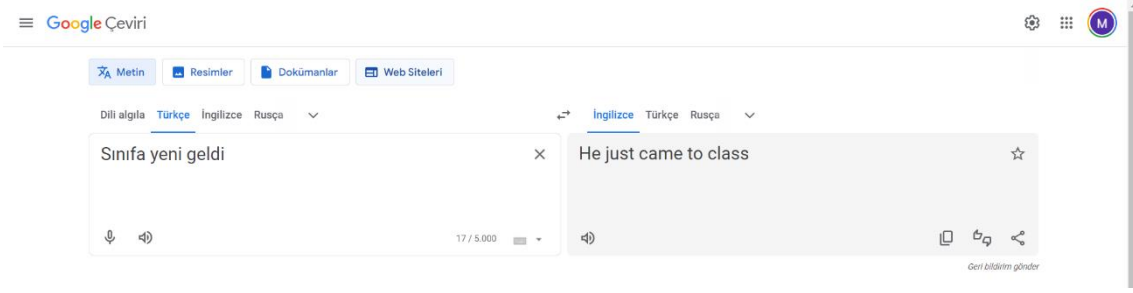 Google Çeviri
M
Metin Resimler Dokümanlar Web Siteleri
Dili algıla Türkçe İngilizce Rusça
İngilizce Türkçe Rusça
Sınıfa yeni geldi
He just came to class
17 / 5.000
Geri bildirim gönder